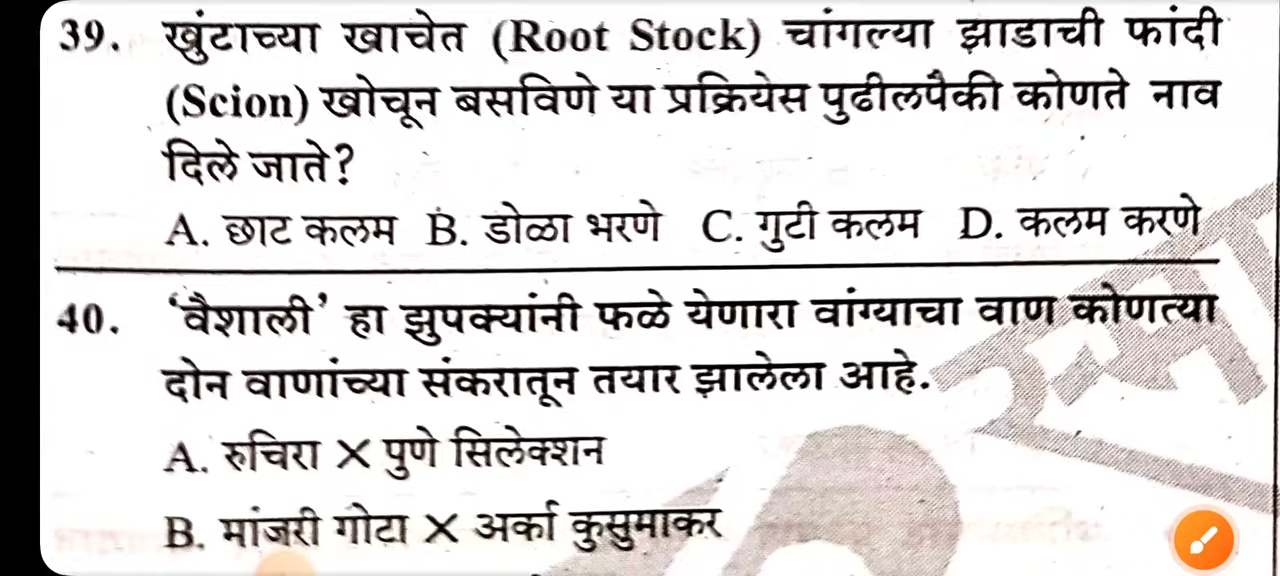 39. खुंटाच्या खाचेत (Root Stock) चांगल्या झाडाची फांदी
(Scion) खोचून बसविणे या प्रक्रियेस पुढीलपैकी कोणते नाव
दिले जाते?
A. छाट कलम B. डोळा भरणे C. गुटी कलम D. कलम करणे
40. ‘वैशाली’ हा झुपक्यांनी फळे येणारा वांग्याचा वाण कोणत्या
दोन वाणांच्या संकरातून तयार झालेला आहे.
A. रुचिरा X पुणे सिलेक्शन
B. मांजरी गोटा X अर्का कुसुमाकर